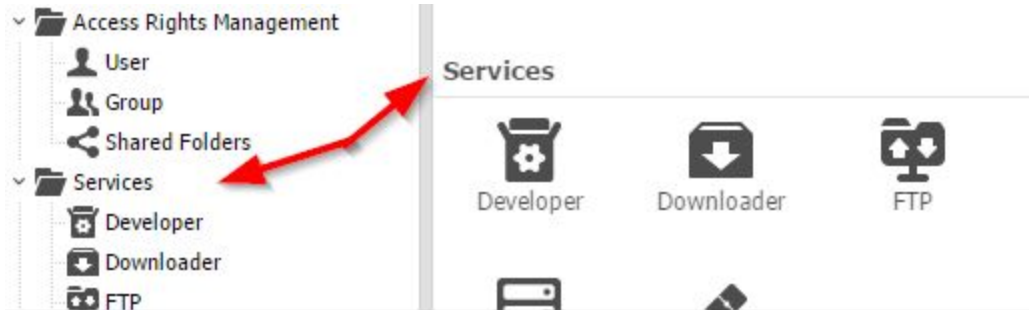 Access Rights Management
User
Group
Shared Folders
Services
Developer
Downloader
FTP
Services
Developer
Downloader
FTP